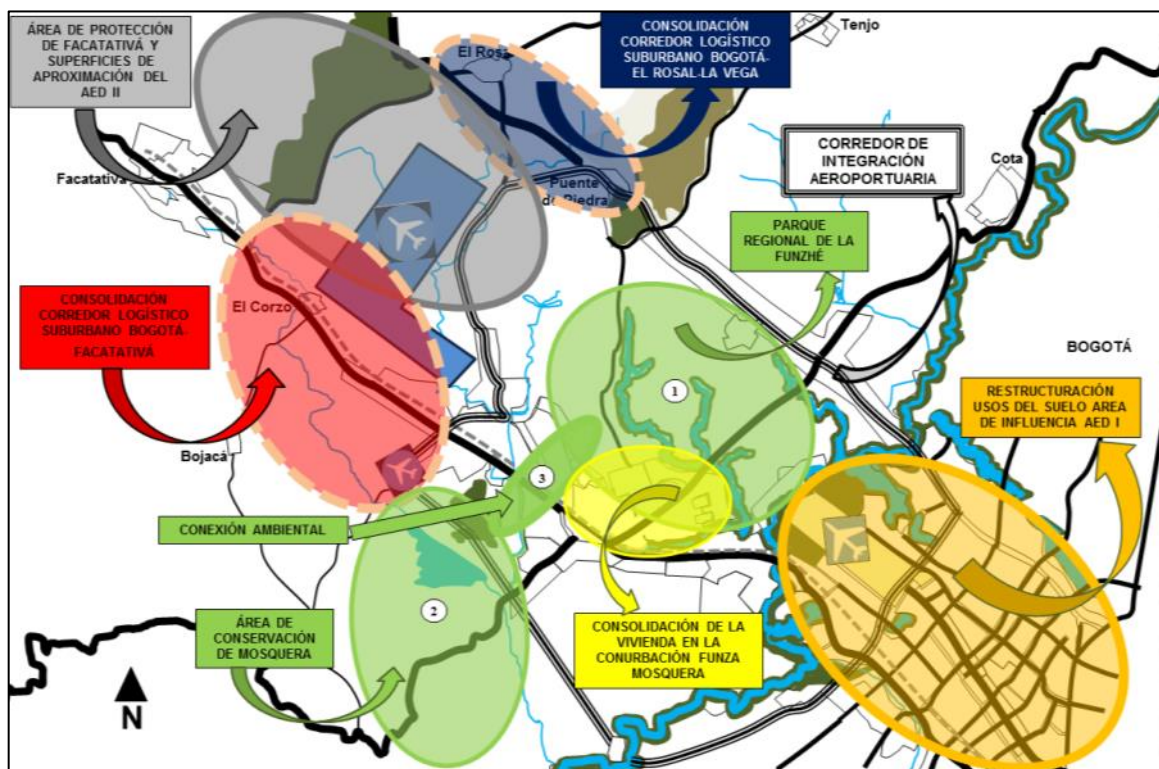 ÁREA DE PROTECCIÓN
DE FACATATIVÁ Y
SUPERFICIES DE
APROXIMACIÓN DEL
AED II
CONSOLIDACIÓN
CORREDOR LOGÍSTICO
SUBURBANO BOGOTÁ-
EL ROSAL-LA VEGA
Tenjo
El Rosal
CORREDOR DE
INTEGRACIÓN
AEROPORTUARIA
Cota
Facatativa
Puente
de Piedra
PARQUE
REGIONAL DE LA
FUNZHÉ
CONSOLIDACIÓN
CORREDOR LOGÍSTICO
SUBURBANO BOGOTÁ-
FACATATIVÁ
El Corzo
BOGOTÁ
RESTRUCTURACIÓN
USOS DEL SUELO AREA
DE INFLUENCIA AED I
1
Bojacá
3
CONEXIÓN AMBIENTAL
2
ÁREA DE
CONSERVACIÓN
DE MOSQUERA
CONSOLIDACIÓN DE LA
VIVIENDA EN LA
CONURBACIÓN FUNZA
MOSQUERA
N